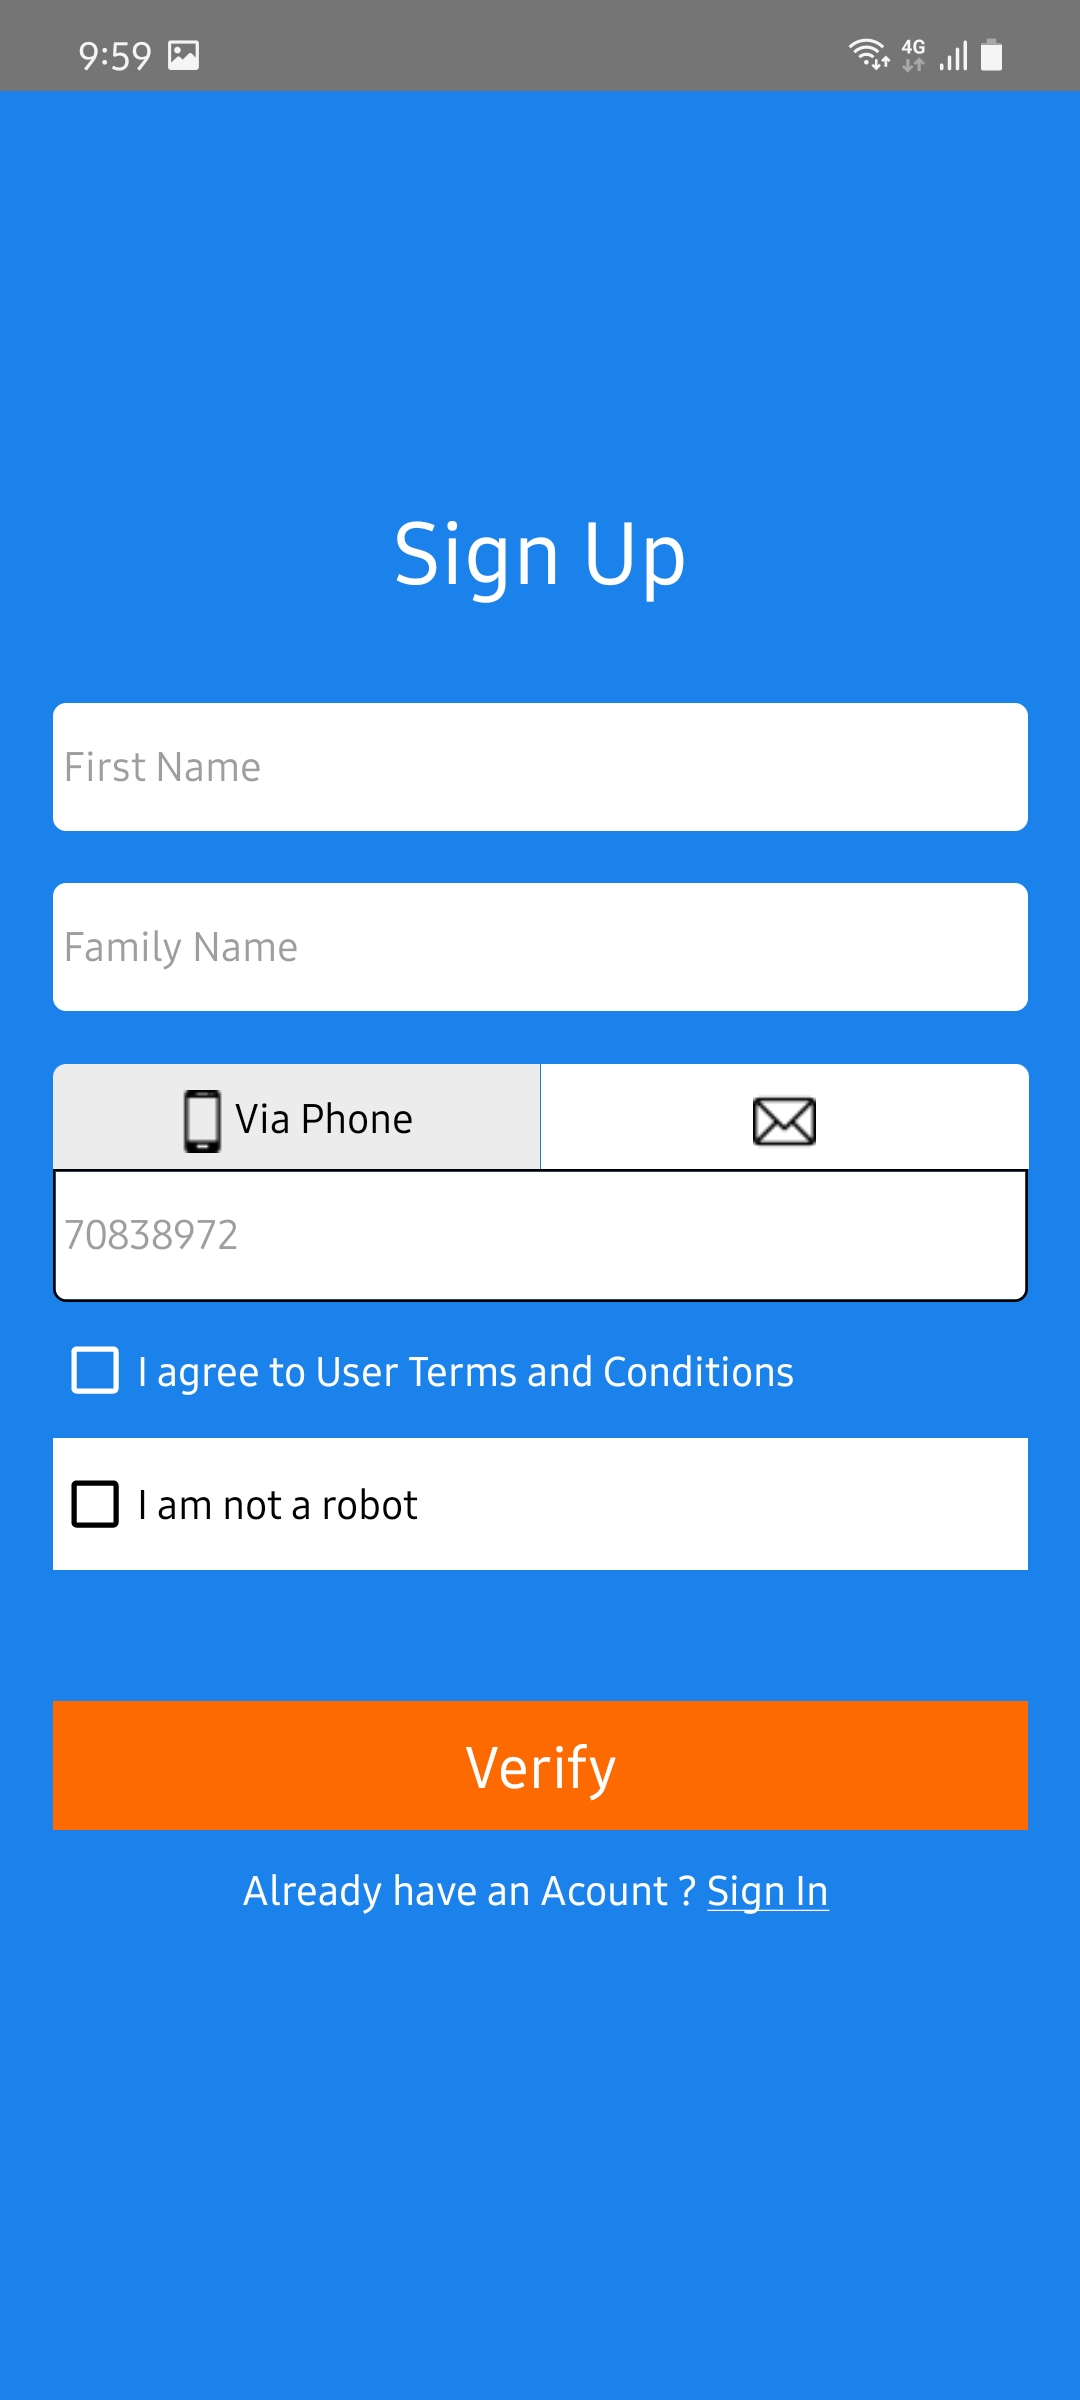 9:59
4G
Sign Up
First Name
Family Name
Via Phone
70838972
I agree to User Terms and Conditions
I am not a robot
Verify
Already have an Acount ? Sign In